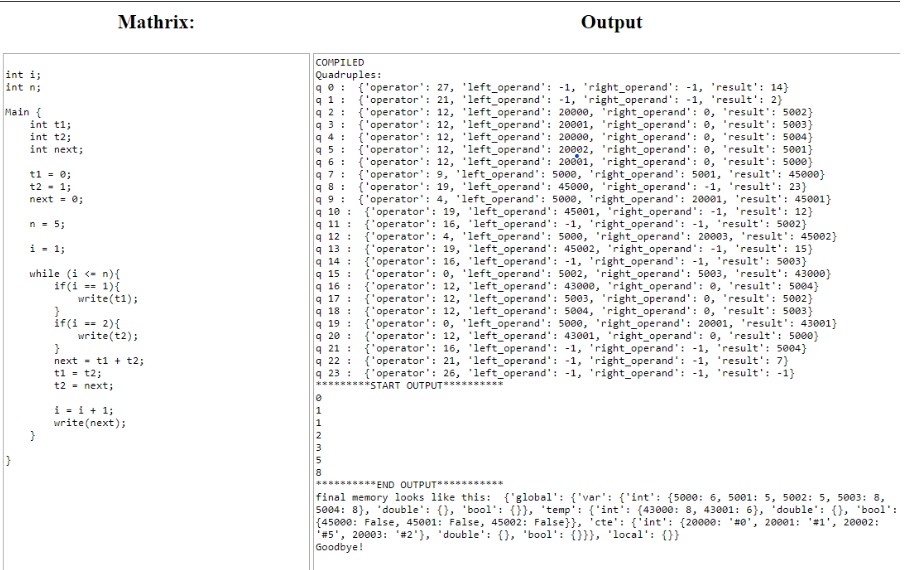 Mathrix:
Output
int i;
int n;
Main {
int t1;
int t2;
int next;
t1 = 0;
t2 = 1;
next = 0;
n = 5;
i = 1;
while (i <= n){
if(i == 1){
write(t1);
}
if(i == 2){
write(t2);
}
next = t1 + t2;
t1 = t2;
t2 = next;
i = i + 1;
write(next);
}
}
COMPILED
Quadruples:
q 0 :  {'operator': 27, 'left_operand': -1, 'right_operand': -1, 'result': 14}
q 1 :  {'operator': 21, 'left_operand': -1, 'right_operand': -1, 'result': 2}
q 2 :  {'operator': 12, 'left_operand': 20000, 'right_operand': 0, 'result': 5002}
q 3 :  {'operator': 12, 'left_operand': 20001, 'right_operand': 0, 'result': 5003}
q 4 :  {'operator': 12, 'left_operand': 20000, 'right_operand': 0, 'result': 5004}
q 5 :  {'operator': 12, 'left_operand': 20002, 'right_operand': 0, 'result': 5001}
q 6 :  {'operator': 12, 'left_operand': 20001, 'right_operand': 0, 'result': 5000}
q 7 :  {'operator': 9, 'left_operand': 5000, 'right_operand': 5001, 'result': 45000}
q 8 :  {'operator': 19, 'left_operand': 45000, 'right_operand': -1, 'result': 23}
q 9 :  {'operator': 4, 'left_operand': 5000, 'right_operand': 20001, 'result': 45001}
q 10 :  {'operator': 19, 'left_operand': 45001, 'right_operand': -1, 'result': 12}
q 11 :  {'operator': 16, 'left_operand': -1, 'right_operand': -1, 'result': 5002}
q 12 :  {'operator': 4, 'left_operand': 5000, 'right_operand': 20003, 'result': 45002}
q 13 :  {'operator': 19, 'left_operand': 45002, 'right_operand': -1, 'result': 15}
q 14 :  {'operator': 16, 'left_operand': -1, 'right_operand': -1, 'result': 5003}
q 15 :  {'operator': 0, 'left_operand': 5002, 'right_operand': 5003, 'result': 43000}
q 16 :  {'operator': 12, 'left_operand': 43000, 'right_operand': 0, 'result': 5004}
q 17 :  {'operator': 12, 'left_operand': 5003, 'right_operand': 0, 'result': 5002}
q 18 :  {'operator': 12, 'left_operand': 5004, 'right_operand': 0, 'result': 5003}
q 19 :  {'operator': 0, 'left_operand': 5000, 'right_operand': 20001, 'result': 43001}
q 20 :  {'operator': 12, 'left_operand': 43001, 'right_operand': 0, 'result': 5000}
q 21 :  {'operator': 16, 'left_operand': -1, 'right_operand': -1, 'result': 5004}
q 22 :  {'operator': 21, 'left_operand': -1, 'right_operand': -1, 'result': 7}
q 23 :  {'operator': 26, 'left_operand': -1, 'right_operand': -1, 'result': -1}
*********START OUTPUT**********
0
1
1
2
3
5
8
**********END OUTPUT***********
final memory looks like this:  {'global': {'var': {'int': {5000: 6, 5001: 5, 5002: 5, 5003: 8,
5004: 8}, 'double': {}, 'bool': {}}, 'temp': {'int': {43000: 8, 43001: 6}, 'double': {}, 'bool':
{45000: False, 45001: False, 45002: False}}, 'cte': {'int': {20000: '#0', 20001: '#1', 20002:
'#5', 20003: '#2'}, 'double': {}, 'bool': {}}}, 'local': {}}
Goodbye!